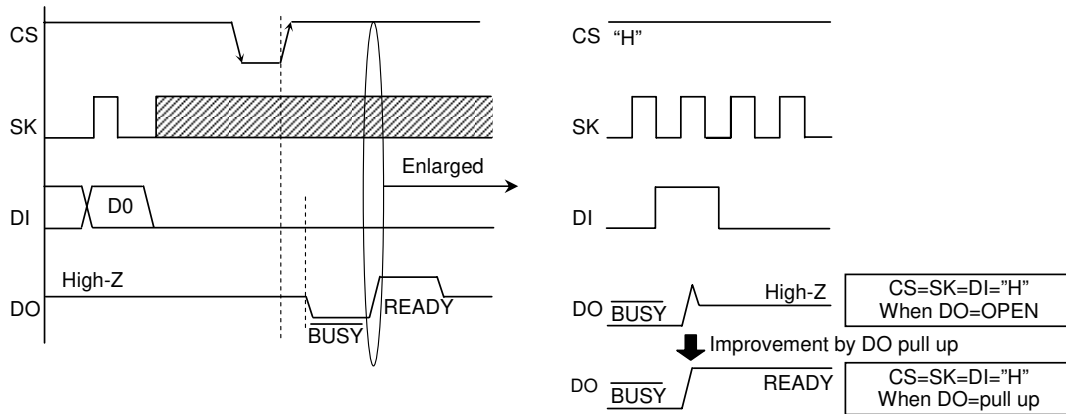 CS
SK
Enlarged
D0
DI
High-Z
READY
DO
BUSY
CS "H"
SK
DI
High-Z
DO BUSY
CS=SK=DI="H"
When DO=OPEN
Improvement by DO pull up
DO BUSY
READY
CS=SK=DI="H"
When DO=pull up